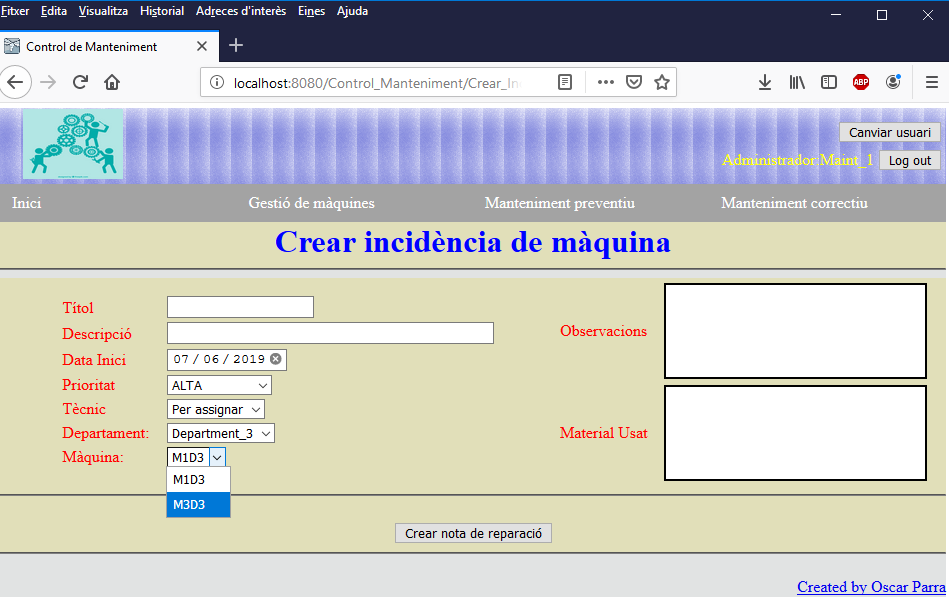 Fitxer Edita Visualitza Historial Adreces d'interès Eines Ajuda
Control de Manteniment
localhost:8080/Control_Manteniment/Crear_In
ABP
Canviar usuari
Administrador:Maint_1 Log out
Inici Gestió de màquines Manteniment preventiu Manteniment correctiu
Crear incidència de màquina
Títol
Descripció
Observacions
Data Inici 07 / 06 / 2019
Prioritat ALTA
Tècnic Per assignar
Departament: Department_3
Material Usat
Màquina: M1D3
M1D3
M3D3
Crear nota de reparació
Created by Oscar Parra